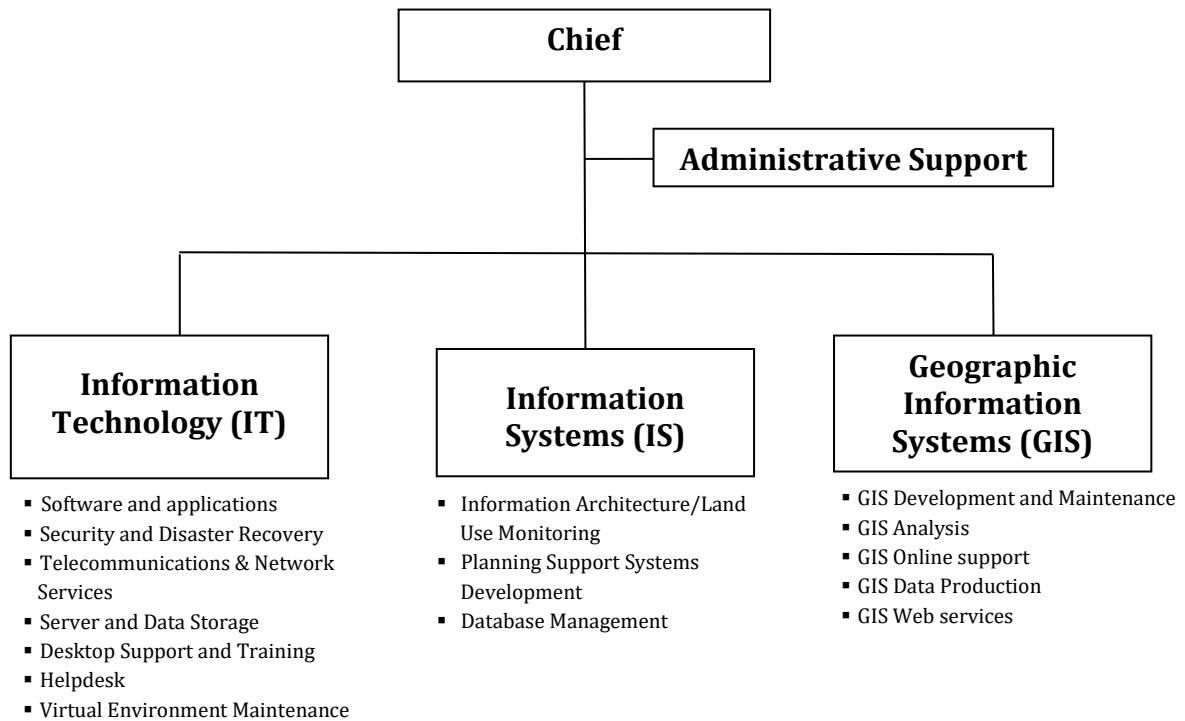 Chief
Administrative Support
Information
Technology (IT)
▪ Software and applications
▪ Security and Disaster Recovery
▪ Telecommunications & Network
Services
▪ Server and Data Storage
▪ Desktop Support and Training
▪ Helpdesk
▪ Virtual Environment Maintenance
Information
Systems (IS)
▪ Information Architecture/Land
Use Monitoring
▪ Planning Support Systems
Development
▪ Database Management
Geographic
Information
Systems (GIS)
▪ GIS Development and Maintenance
▪ GIS Analysis
▪ GIS Online support
▪ GIS Data Production
▪ GIS Web services